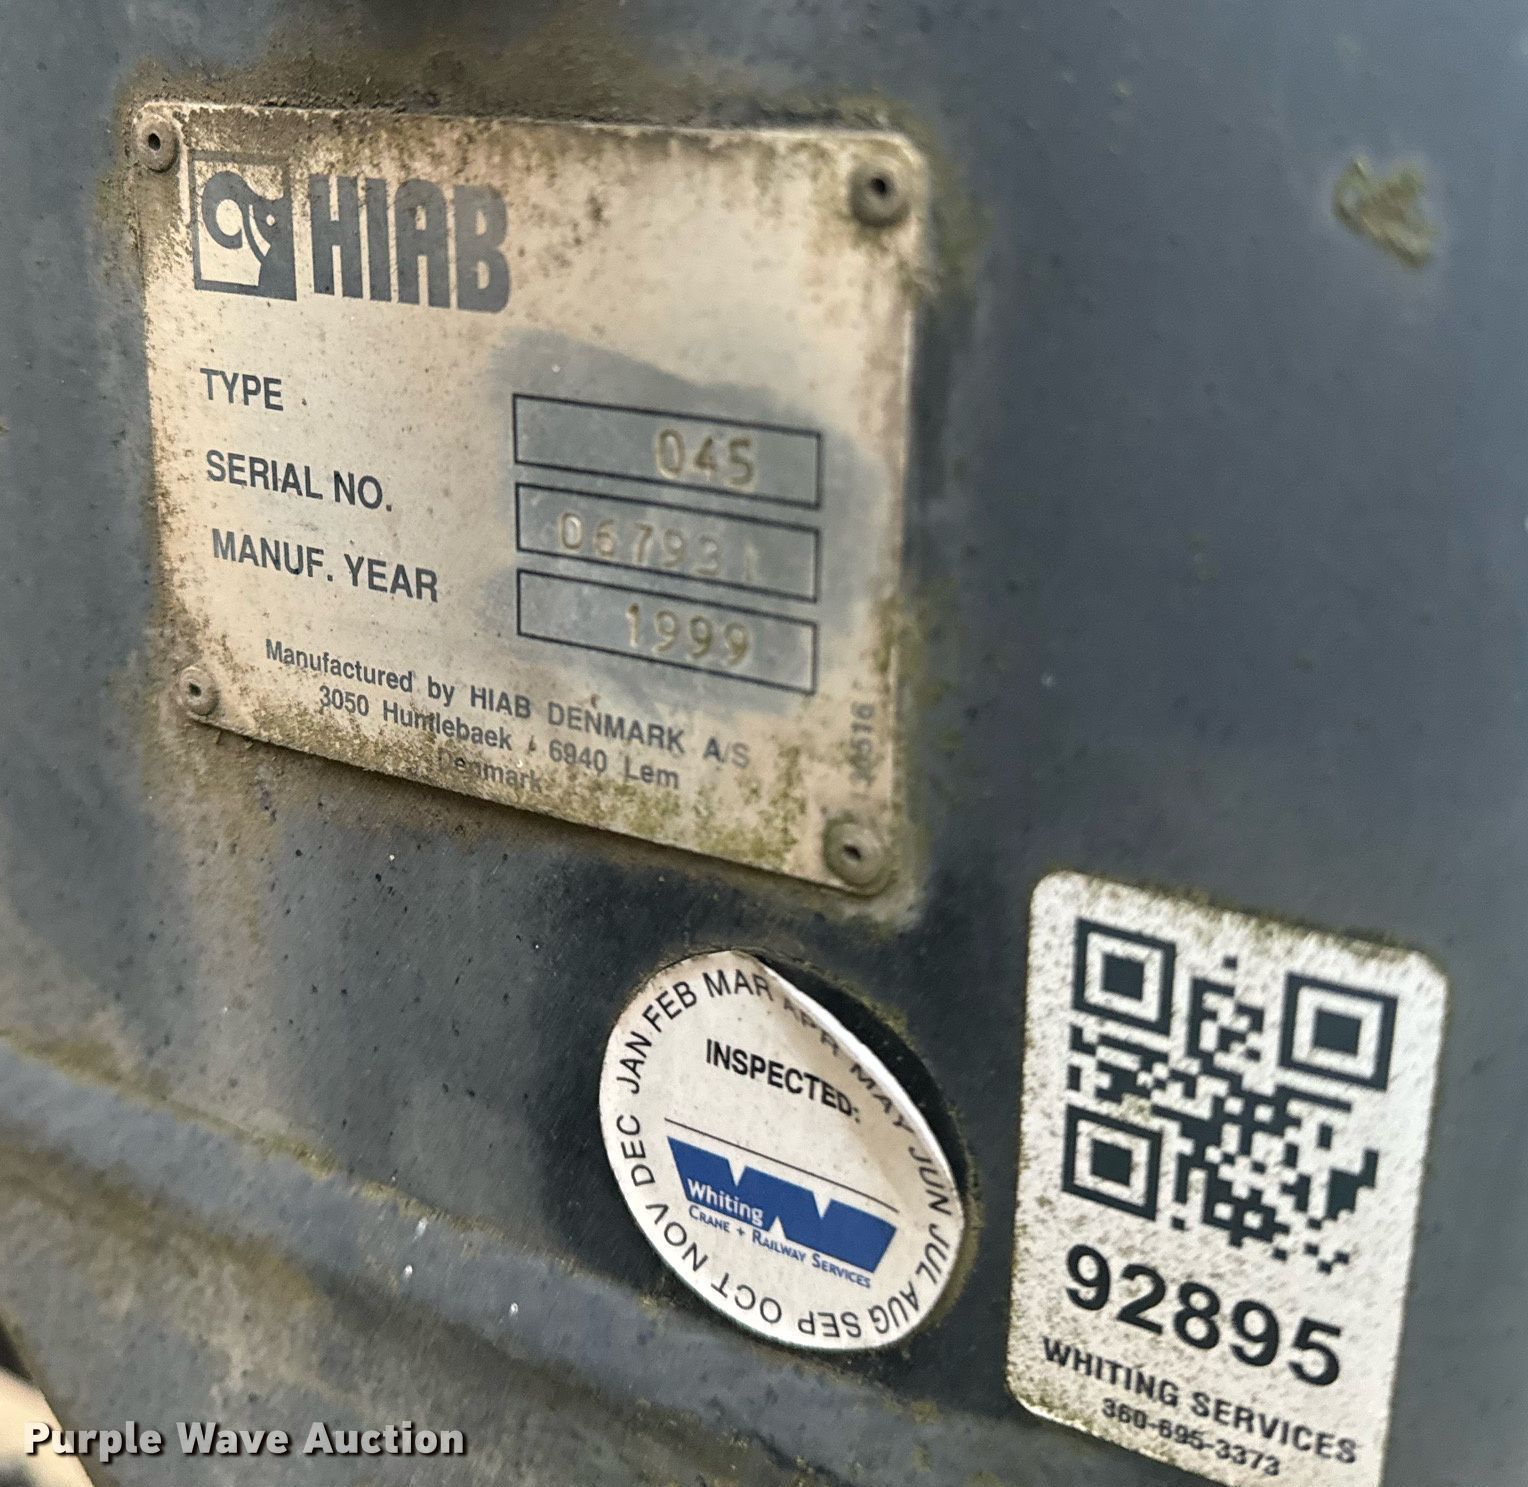 HIAB
TYPE 045
SERIAL NO. 067931
MANUF. YEAR 1999
Manufactured by HIAB DENMARK A/S
3050 Humlebaek 6940 Lem
Denmark
JAN FEB MAR APR MAY JUN JUL AUG SEP OCT NOV DEC
INSPECTED:
Whiting
CRANE + RAILWAY SERVICES
92895
WHITING SERVICES
360-695-3373
Purple Wave Auction